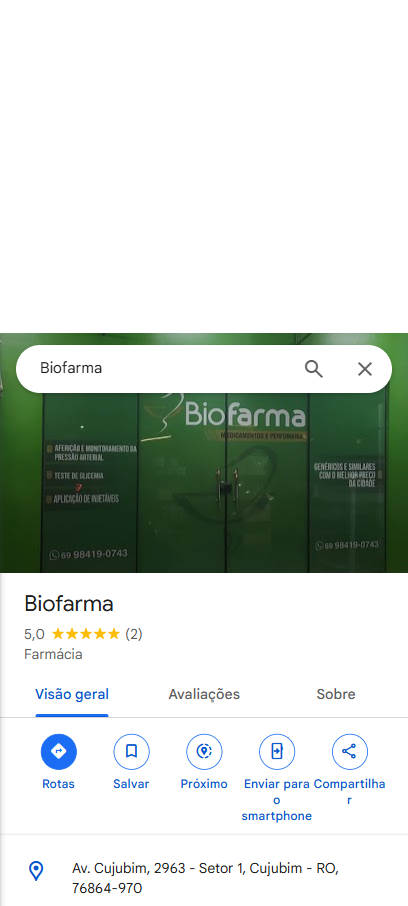 Biofarma
Biofarma
MEDICAMENTOS E PERFUMARIA
AFERIÇÃO E MONITORAMENTO DA
PRESSÃO ARTERIAL
TESTE DE GLICEMIA
APLICAÇÃO DE INJETÁVEIS
69 98419-0743
GENÉRICOS E SIMILARES
COM O MELHOR PREÇO
DA CIDADE
69 98419-0743
Biofarma
5,0 ★★★★★ (2)
Farmácia
Visão geral Avaliações Sobre
Rotas
Salvar
Próximo
Enviar para
o
smartphone
Compartilha
r
Av. Cujubim, 2963 - Setor 1, Cujubim - RO,
76864-970